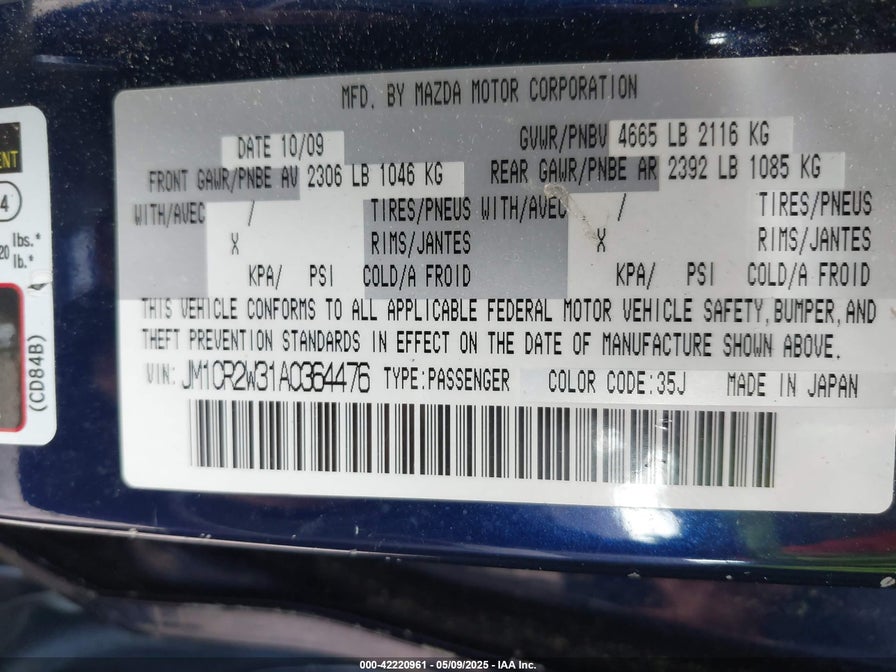 MFD. BY MAZDA MOTOR CORPORATION
DATE 10/09 GVWR/PNBV 4665 LB 2116 KG
FRONT GAWR/PNBE AV 2306 LB 1046 KG REAR GAWR/PNBE AR 2392 LB 1085 KG
WITH/AVEC / TIRES/PNEUS WITH/AVEC / TIRES/PNEUS
X RIMS/JANTES X RIMS/JANTES
KPA/ PSI COLD/A FROID KPA/ PSI COLD/A FROID
THIS VEHICLE CONFORMS TO ALL APPLICABLE FEDERAL MOTOR VEHICLE SAFETY, BUMPER, AND
THEFT PREVENTION STANDARDS IN EFFECT ON THE DATE OF MANUFACTURE SHOWN ABOVE.
VIN: JM1CR2W31A0364476 TYPE:PASSENGER COLOR CODE:35J MADE IN JAPAN
4
20 lbs.*
lb.*
(CD84B)
000-42220961 - 05/09/2025 - IAA Inc.